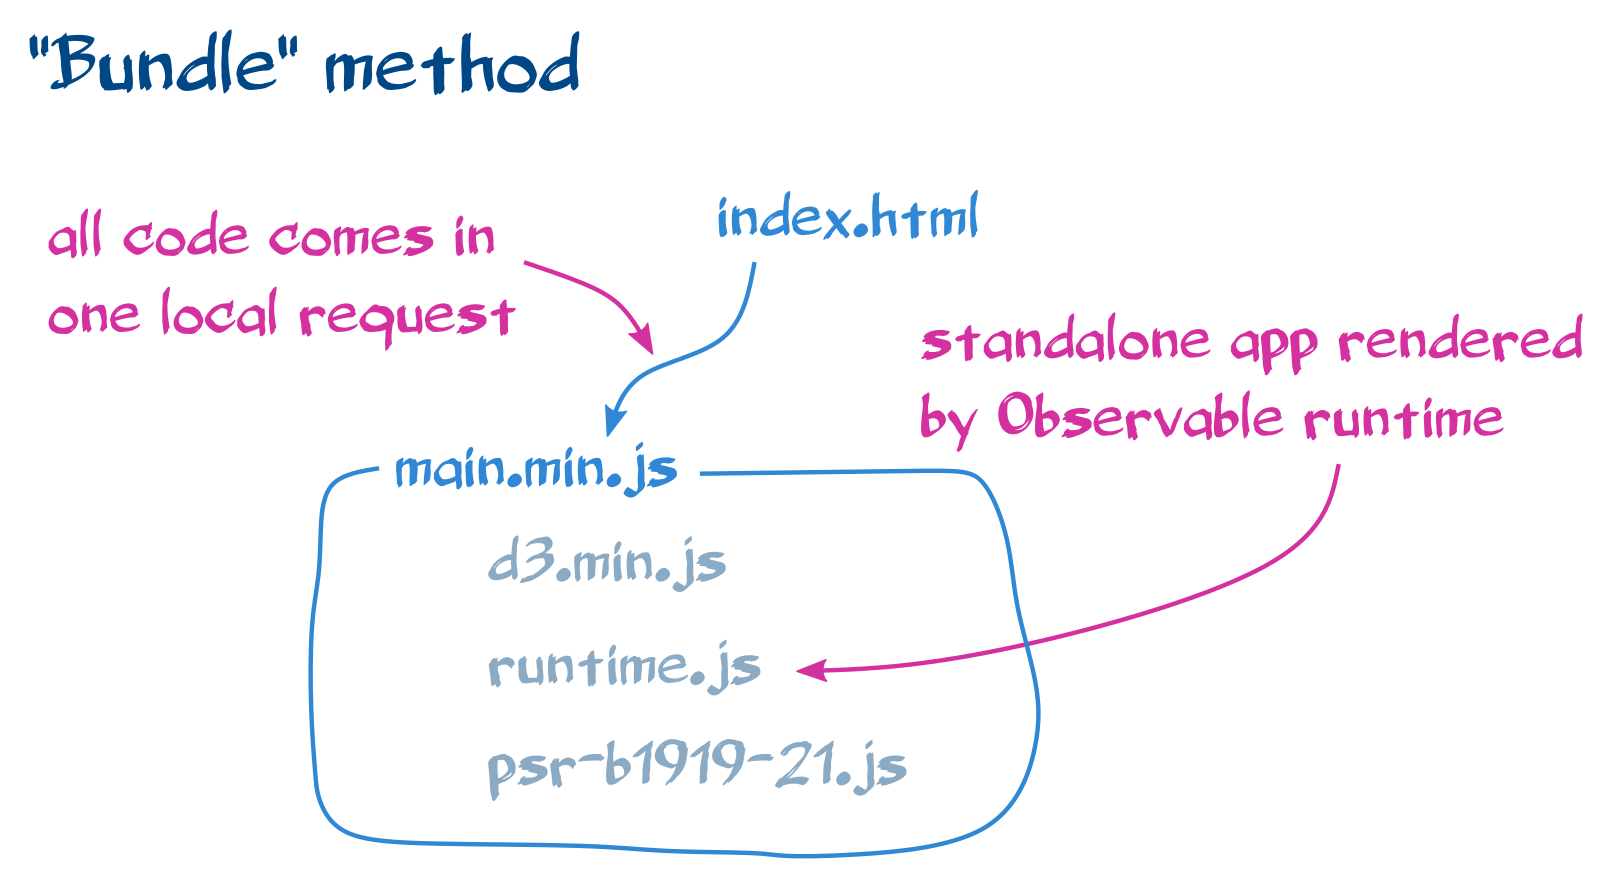 "Bundle" method
all code comes in
one local request
index.html
standalone app rendered
by Observable runtime
main.min.js
d3.min.js
runtime.js
psr-b1919-21.js